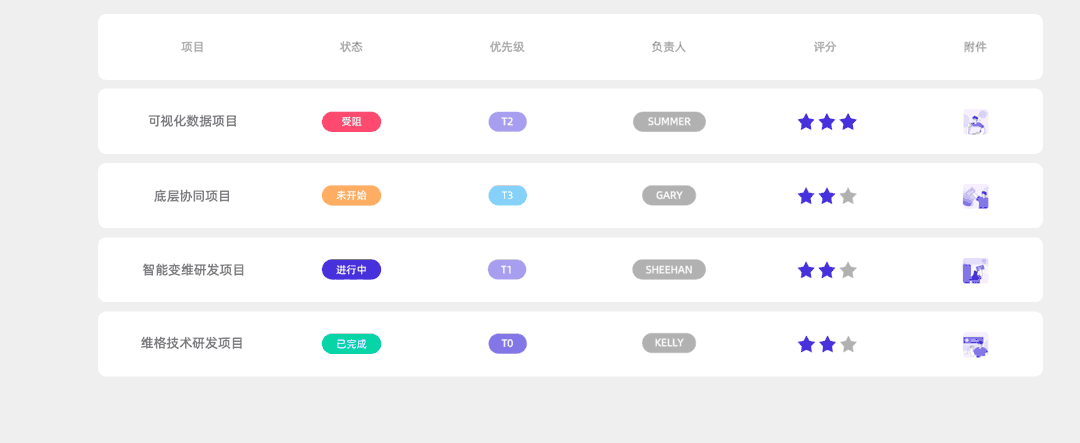 项目 状态 优先级 负责人 评分 附件
可视化数据项目 受阻 T2 SUMMER
底层协同项目 未开始 T3 GARY
智能变维研发项目 进行中 T1 SHEEHAN
维格技术研发项目 已完成 T0 KELLY